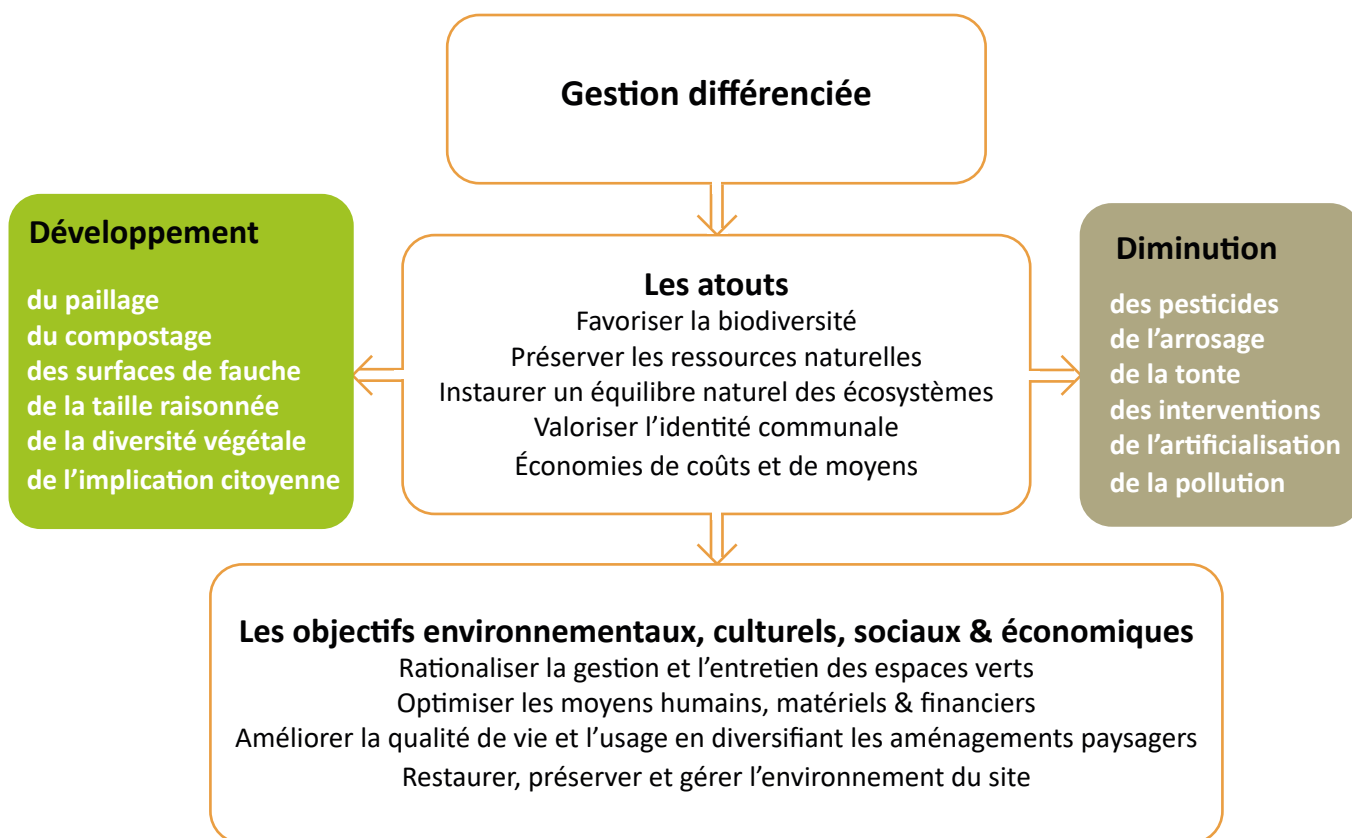 Gestion différenciée
Développement
du paillage
du compostage
des surfaces de fauche
de la taille raisonnée
de la diversité végétale
de l’implication citoyenne
Les atouts
Favoriser la biodiversité
Préserver les ressources naturelles
Instaurer un équilibre naturel des écosystèmes
Valoriser l’identité communale
Économies de coûts et de moyens
Diminution
des pesticides
de l’arrosage
de la tonte
des interventions
de l’artificialisation
de la pollution
Les objectifs environnementaux, culturels, sociaux & économiques
Rationaliser la gestion et l’entretien des espaces verts
Optimiser les moyens humains, matériels & financiers
Améliorer la qualité de vie et l’usage en diversifiant les aménagements paysagers
Restaurer, préserver et gérer l’environnement du site